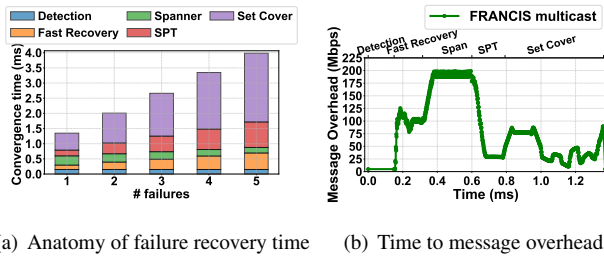 Detection
Spanner
Set Cover
Fast Recovery
SPT
Convergence time (ms)
4.0
3.5
3.0
2.5
2.0
1.5
1.0
0.5
0.0
1 2 3 4 5
# failures
FRANCIS multicast
Detection Fast Recovery Span SPT Set Cover
Message Overhead (Mbps)
225
200
175
150
125
100
75
50
25
0
0.0 0.2 0.4 0.6 0.8 1.0 1.2
Time (ms)
a) Anatomy of failure recovery time
(b) Time to message overhead